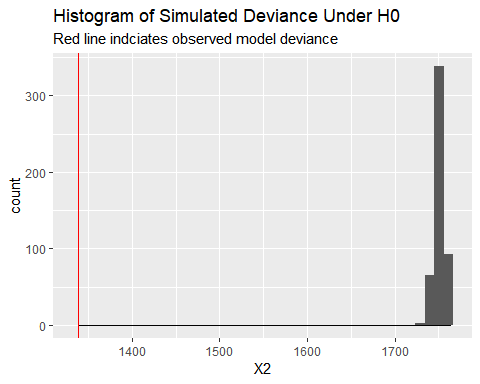 Histogram of Simulated Deviance Under H0
Red line indciates observed model deviance
300
200
100
0
count
1400 1500 1600 1700
X2